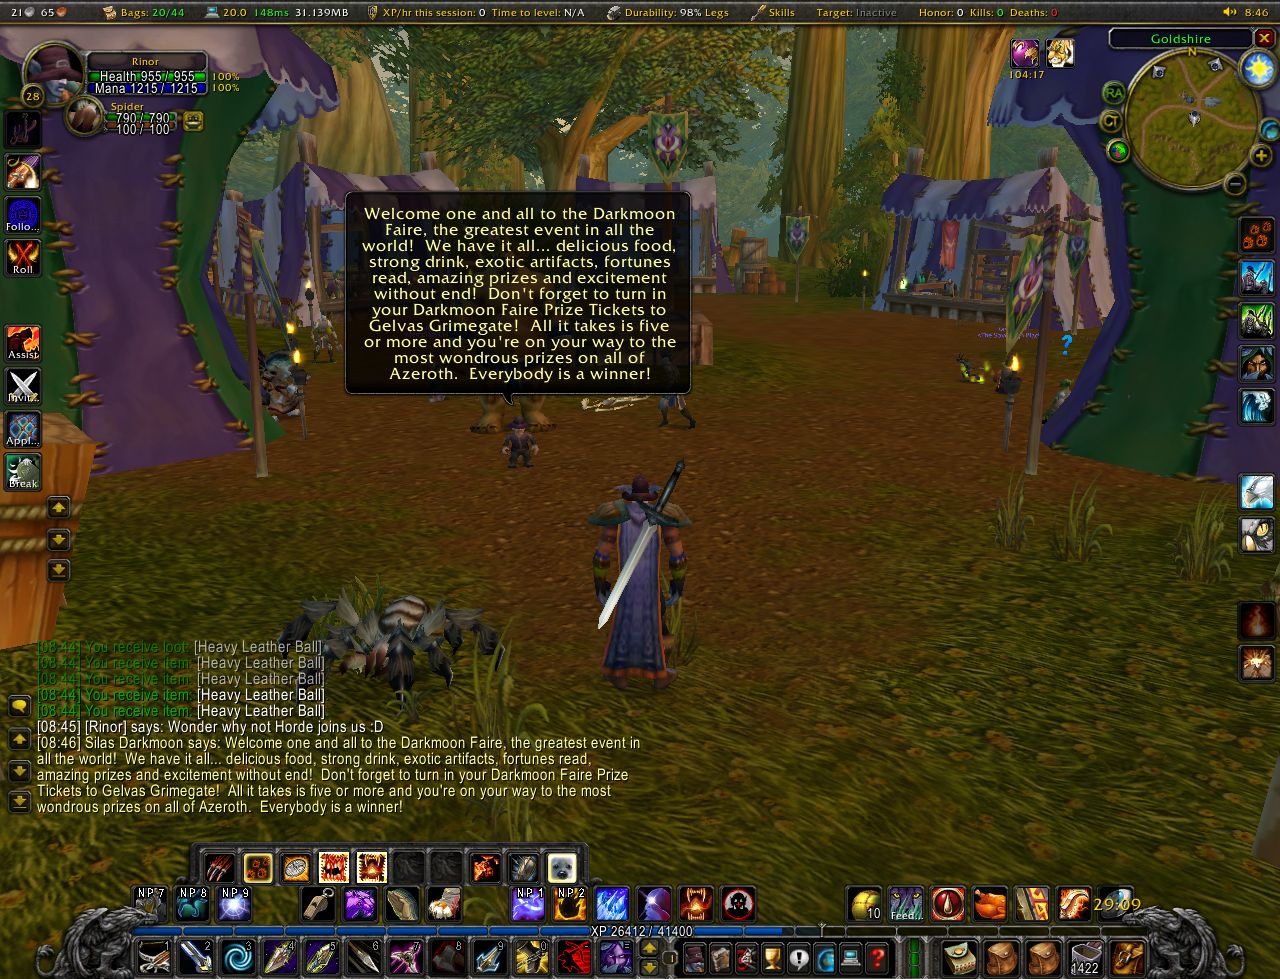 21 65 Bags: 20/44 20.0 148ms 31.139MB XP/hr this session: 0 Time to level: N/A Durability: 98% Legs Skills Target: Inactive Honor: 0 Kills: 0 Deaths: 0 8:46
Goldshire
N
Rinor
Health 955 / 955 100%
Mana 1215 / 1215 100%
28
Spider
790 / 790
100 / 100
104:17
RA
CT
Follo...
Roll
Assist
Invit...
Appl...
Break
Welcome one and all to the Darkmoon
Faire, the greatest event in all the
world! We have it all... delicious food,
strong drink, exotic artifacts, fortunes
read, amazing prizes and excitement
without end! Don't forget to turn in
your Darkmoon Faire Prize Tickets to
Gelvas Grimegate! All it takes is five
or more and you're on your way to the
most wondrous prizes on all of
Azeroth. Everybody is a winner!
?
[08:44] You receive loot: [Heavy Leather Ball]
[08:44] You receive item: [Heavy Leather Ball]
[08:44] You receive item: [Heavy Leather Ball]
[08:44] You receive item: [Heavy Leather Ball]
[08:44] You receive item: [Heavy Leather Ball]
[08:45] [Rinor] says: Wonder why not Horde joins us :D
[08:46] Silas Darkmoon says: Welcome one and all to the Darkmoon Faire, the greatest event in
all the world! We have it all... delicious food, strong drink, exotic artifacts, fortunes read,
amazing prizes and excitement without end! Don't forget to turn in your Darkmoon Faire Prize
Tickets to Gelvas Grimegate! All it takes is five or more and you're on your way to the most
wondrous prizes on all of Azeroth. Everybody is a winner!
NP 7 NP 8 NP 9 NP 1 NP 2 10 Feed... 29:09
XP 26412 / 41400
1 2 3 4 5 6 7 8 9 0 = 1422